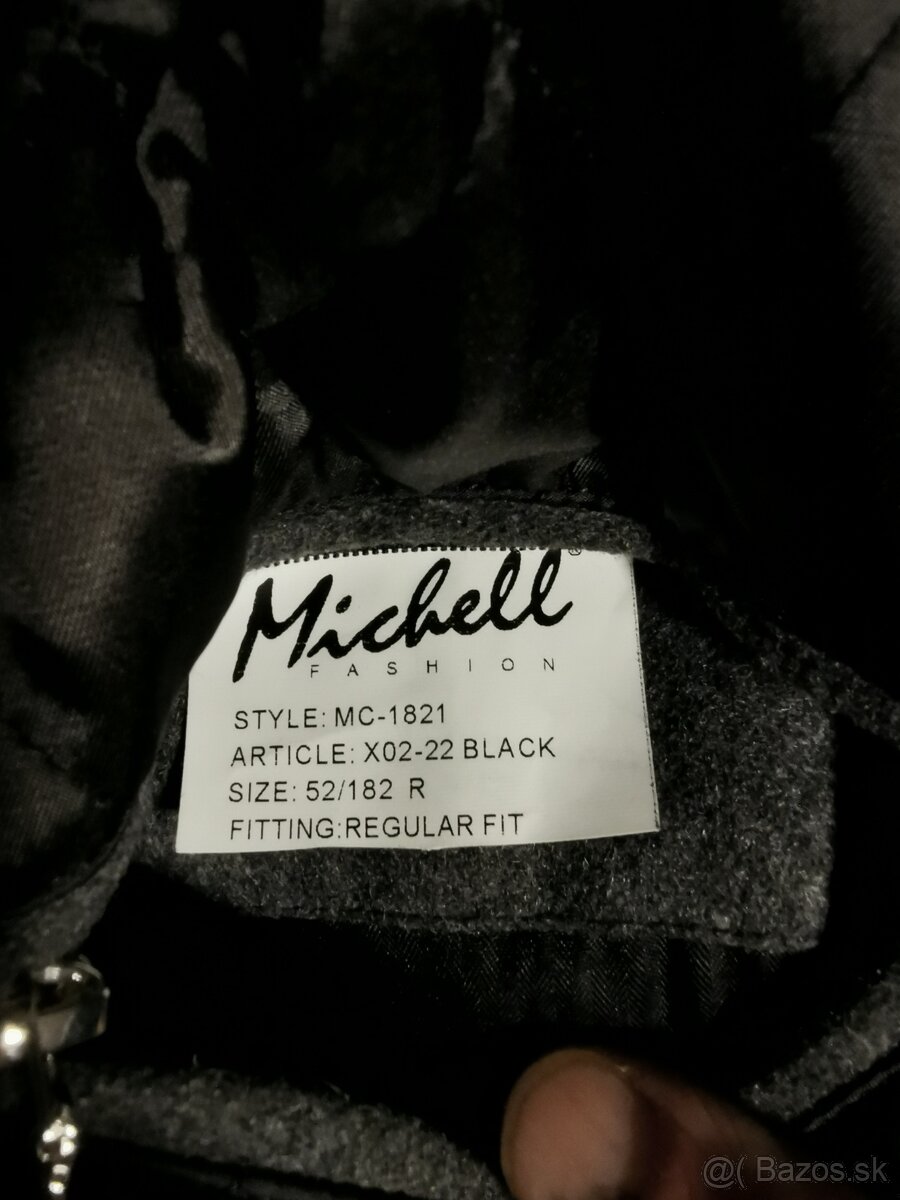 Michell®
FASHION
STYLE: MC-1821
ARTICLE: X02-22 BLACK
SIZE: 52/182 R
FITTING:REGULAR FIT
@( Bazos.sk